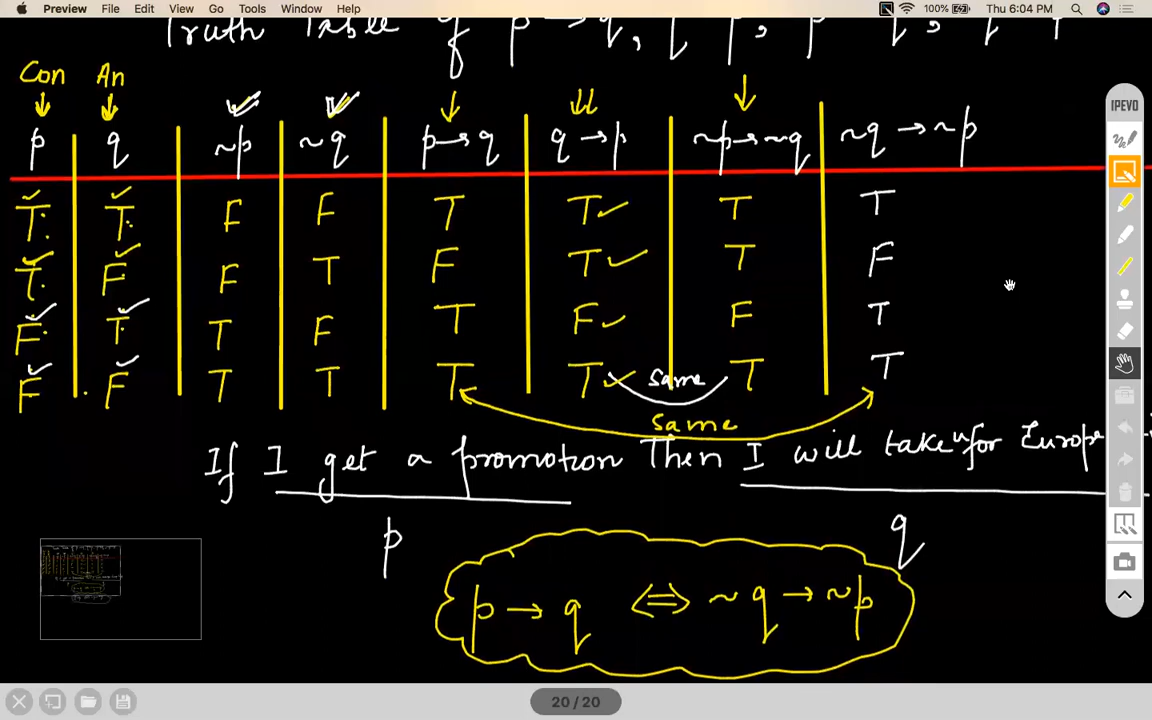 Preview File Edit View Go Tools Window Help 100% Thu 6:04 PM
Truth Table of p → q, q p, p q, q p
Con An
IPEVO
p q ~p ~q p→q q→p ~p→~q ~q→~p
T T F F T T T T
T F F T F T T F
F T T F T F F T
F F T T T T T T
same
same
If I get a promotion Then I will take for Europe
p q
p → q ⇔ ~q → ~p
20 / 20